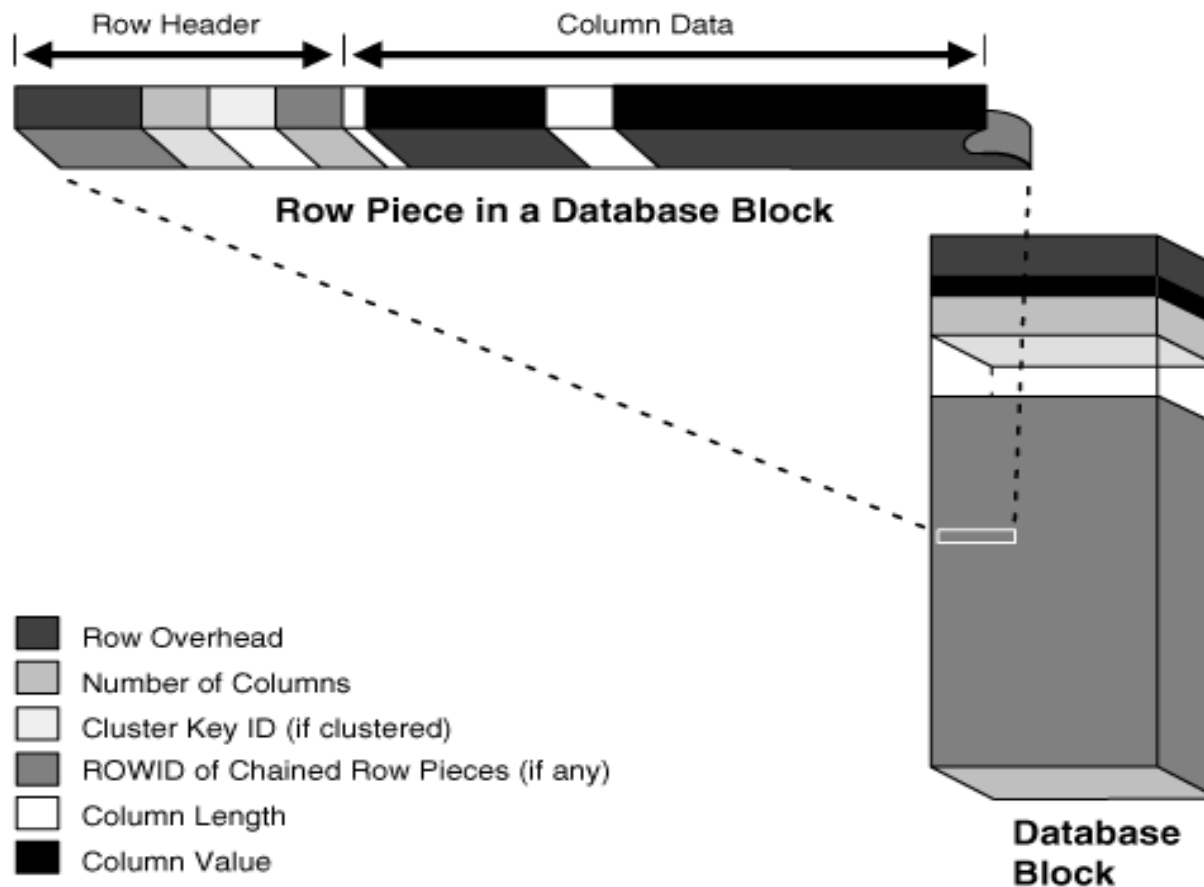 Row Header
Column Data
Row Piece in a Database Block
Row Overhead
Number of Columns
Cluster Key ID (if clustered)
ROWID of Chained Row Pieces (if any)
Column Length
Column Value
Database
Block